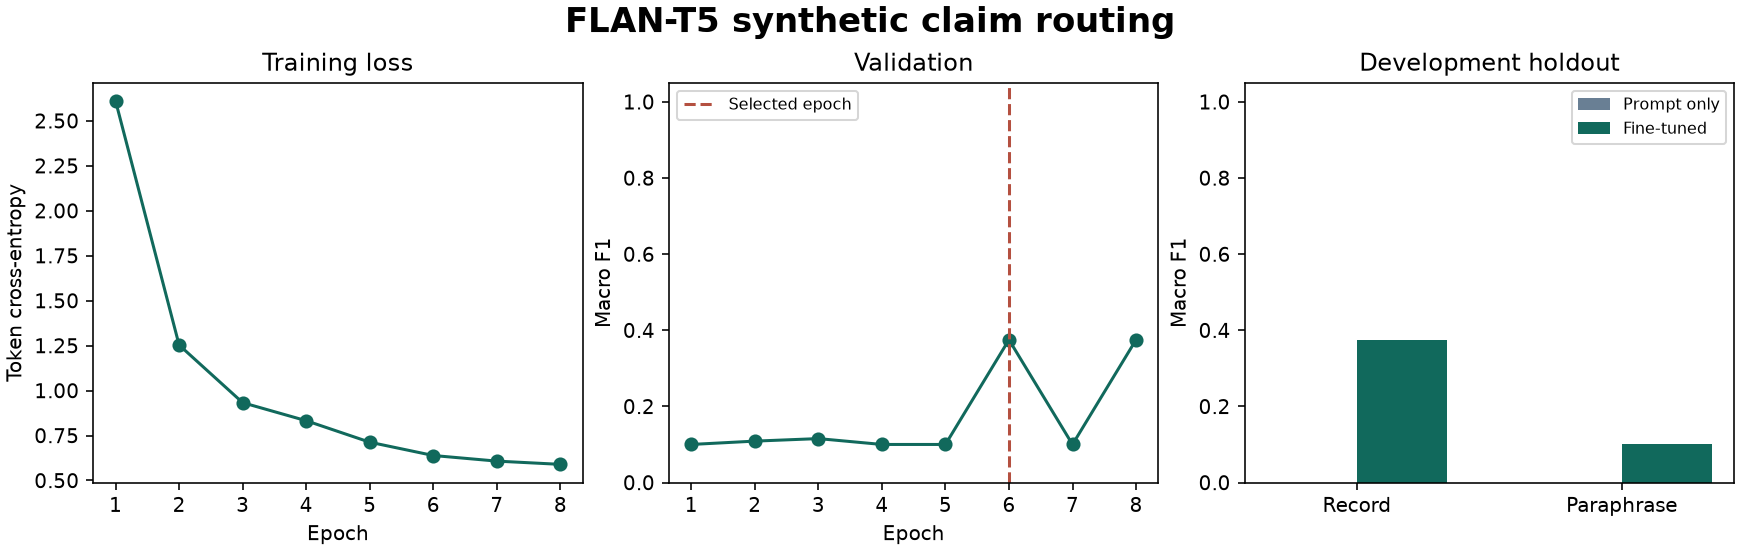 FLAN-T5 synthetic claim routing
Training loss
Token cross-entropy
2.50
2.25
2.00
1.75
1.50
1.25
1.00
0.75
0.50
1 2 3 4 5 6 7 8
Epoch
Validation
Selected epoch
Macro F1
1.0
0.8
0.6
0.4
0.2
0.0
1 2 3 4 5 6 7 8
Epoch
Development holdout
Prompt only
Fine-tuned
Macro F1
1.0
0.8
0.6
0.4
0.2
0.0
Record Paraphrase